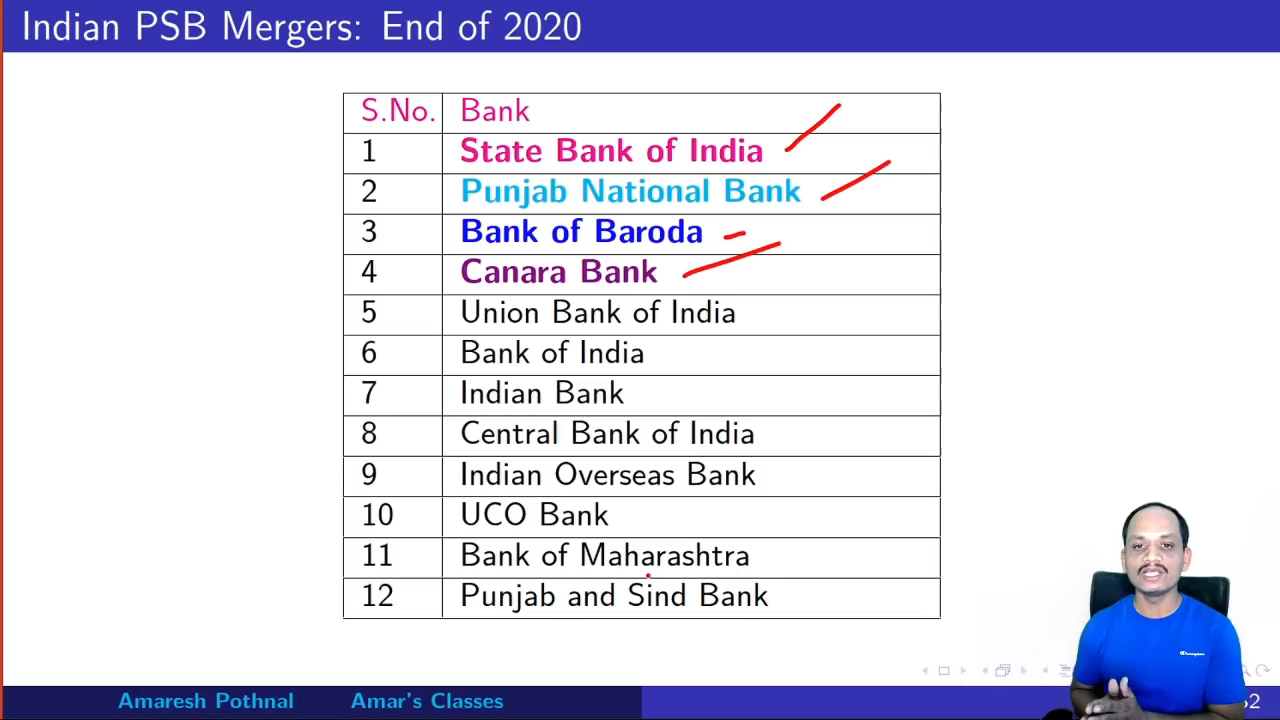 Indian PSB Mergers: End of 2020
S.No. Bank
1 State Bank of India
2 Punjab National Bank
3 Bank of Baroda
4 Canara Bank
5 Union Bank of India
6 Bank of India
7 Indian Bank
8 Central Bank of India
9 Indian Overseas Bank
10 UCO Bank
11 Bank of Maharashtra
12 Punjab and Sind Bank
Champion
Amaresh Pothnal Amar's Classes